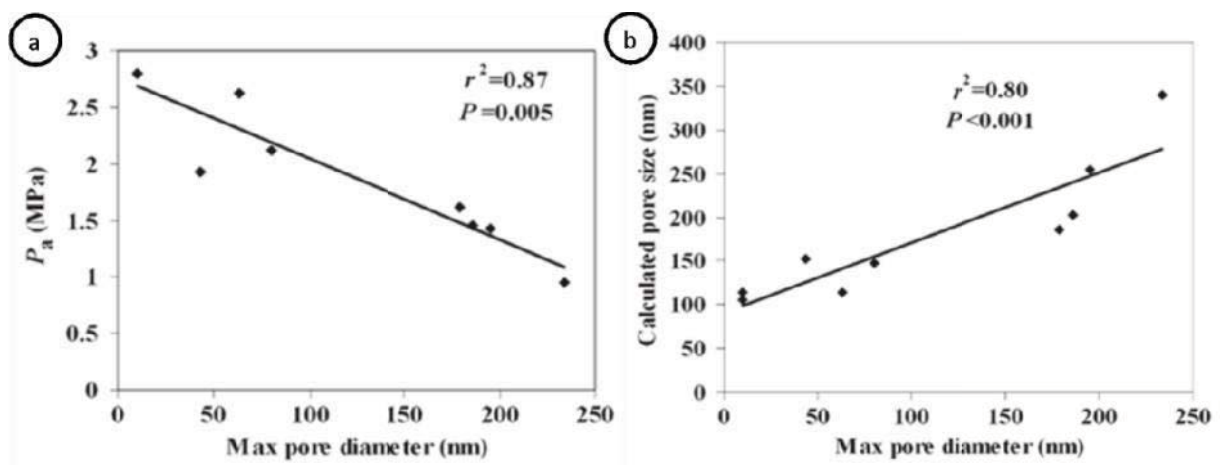 a
3
2.5
2
1.5
1
0.5
0
P_a (MPa)
r²=0.87
P =0.005
0 50 100 150 200 250
Max pore diameter (nm)
b
400
350
300
250
200
150
100
50
0
Calculated pore size (nm)
r²=0.80
P<0.001
0 50 100 150 200 250
Max pore diameter (nm)